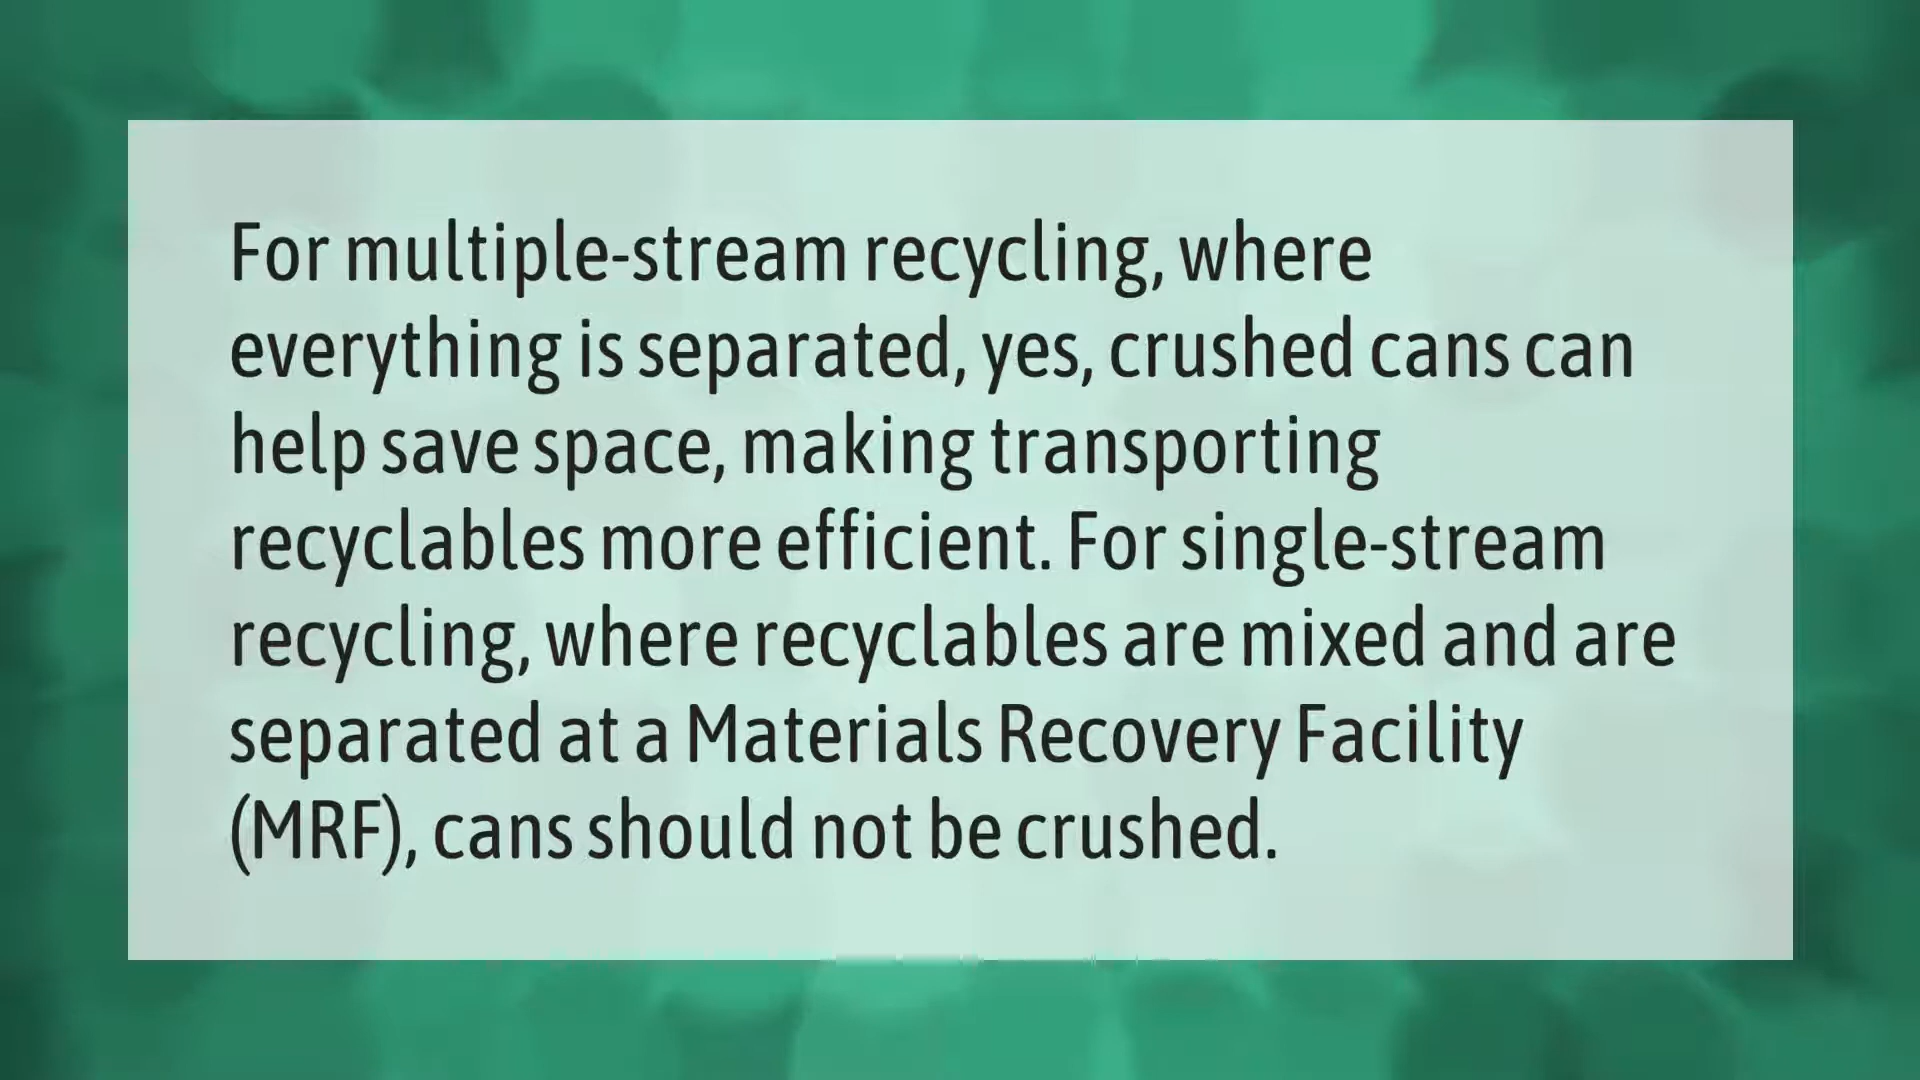 For multiple-stream recycling, where
everything is separated, yes, crushed cans can
help save space, making transporting
recyclables more efficient. For single-stream
recycling, where recyclables are mixed and are
separated at a Materials Recovery Facility
(MRF), cans should not be crushed.